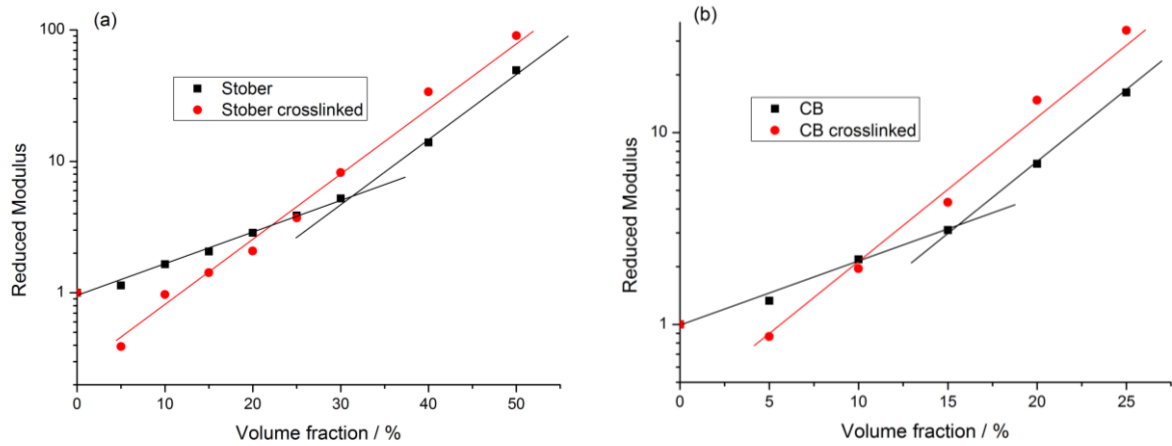 (a)
Stober
Stober crosslinked
100
10
1
0
10
20
30
40
50
Reduced Modulus
Volume fraction / %
(b)
CB
CB crosslinked
10
1
0
5
10
15
20
25
Reduced Modulus
Volume fraction / %